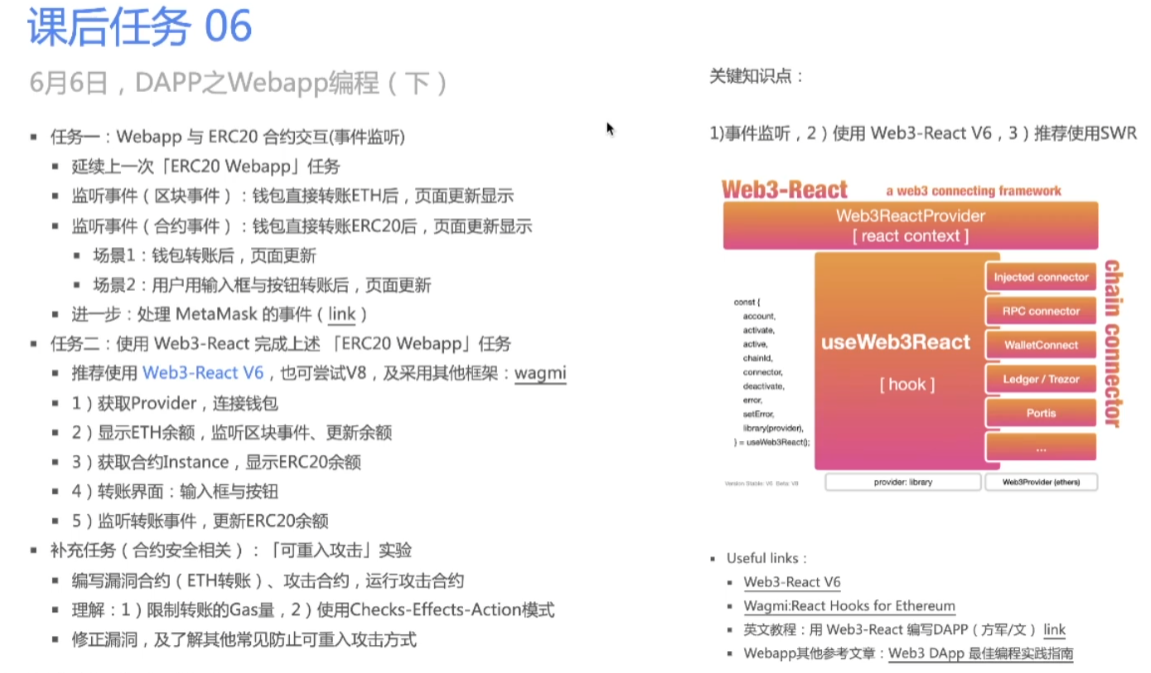 课后任务 06
6月6日，DAPP之Webapp编程（下）
▪ 任务一：Webapp 与 ERC20 合约交互(事件监听)
▪ 延续上一次「ERC20 Webapp」任务
▪ 监听事件（区块事件）：钱包直接转账ETH后，页面更新显示
▪ 监听事件（合约事件）：钱包直接转账ERC20后，页面更新显示
▪ 场景1：钱包转账后，页面更新
▪ 场景2：用户用输入框与按钮转账后，页面更新
▪ 进一步：处理 MetaMask 的事件（link）
▪ 任务二：使用 Web3-React 完成上述 「ERC20 Webapp」任务
▪ 推荐使用 Web3-React V6，也可尝试V8，及采用其他框架：wagmi
▪ 1）获取Provider，连接钱包
▪ 2）显示ETH余额，监听区块事件、更新余额
▪ 3）获取合约Instance，显示ERC20余额
▪ 4）转账界面：输入框与按钮
▪ 5）监听转账事件，更新ERC20余额
▪ 补充任务（合约安全相关）：「可重入攻击」实验
▪ 编写漏洞合约（ETH转账）、攻击合约，运行攻击合约
▪ 理解：1）限制转账的Gas量，2）使用Checks-Effects-Action模式
▪ 修正漏洞，及了解其他常见防止可重入攻击方式
关键知识点：
1)事件监听，2）使用 Web3-React V6，3）推荐使用SWR
Web3-React a web3 connecting framework
Web3ReactProvider
[ react context ]
const {
account,
activate,
active,
chainId,
connector,
deactivate,
error,
setError,
library(provider),
} = useWeb3React();
useWeb3React
[ hook ]
Injected connector
RPC connector
WalletConnect
Ledger / Trezor
Portis
...
chain connector
Version Stable: V6 Beta: V8
provider: library
Web3Provider (ethers)
▪ Useful links：
▪ Web3-React V6
▪ Wagmi:React Hooks for Ethereum
▪ 英文教程：用 Web3-React 编写DAPP（方军/文） link
▪ Webapp其他参考文章：Web3 DApp 最佳编程实践指南